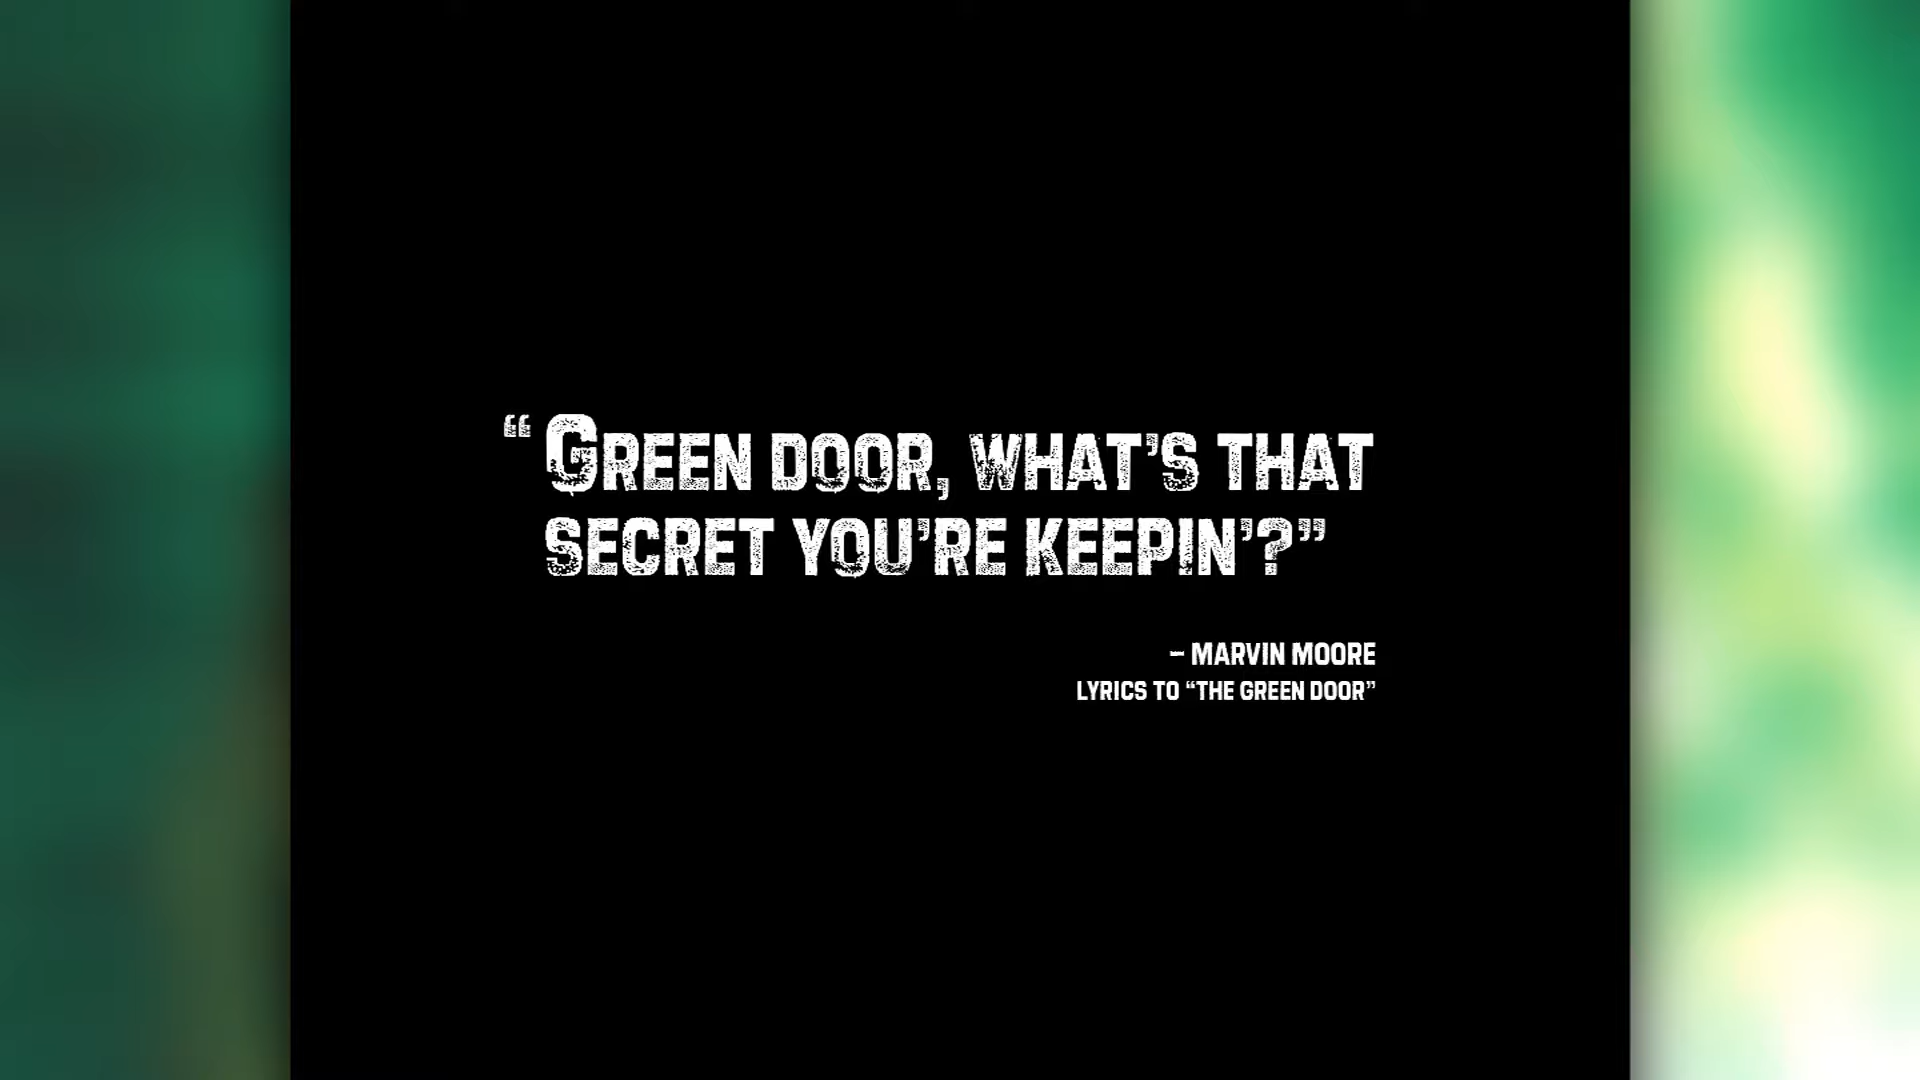 “GREEN DOOR, WHAT’S THAT
SECRET YOU’RE KEEPIN’?”
– MARVIN MOORE
LYRICS TO “THE GREEN DOOR”